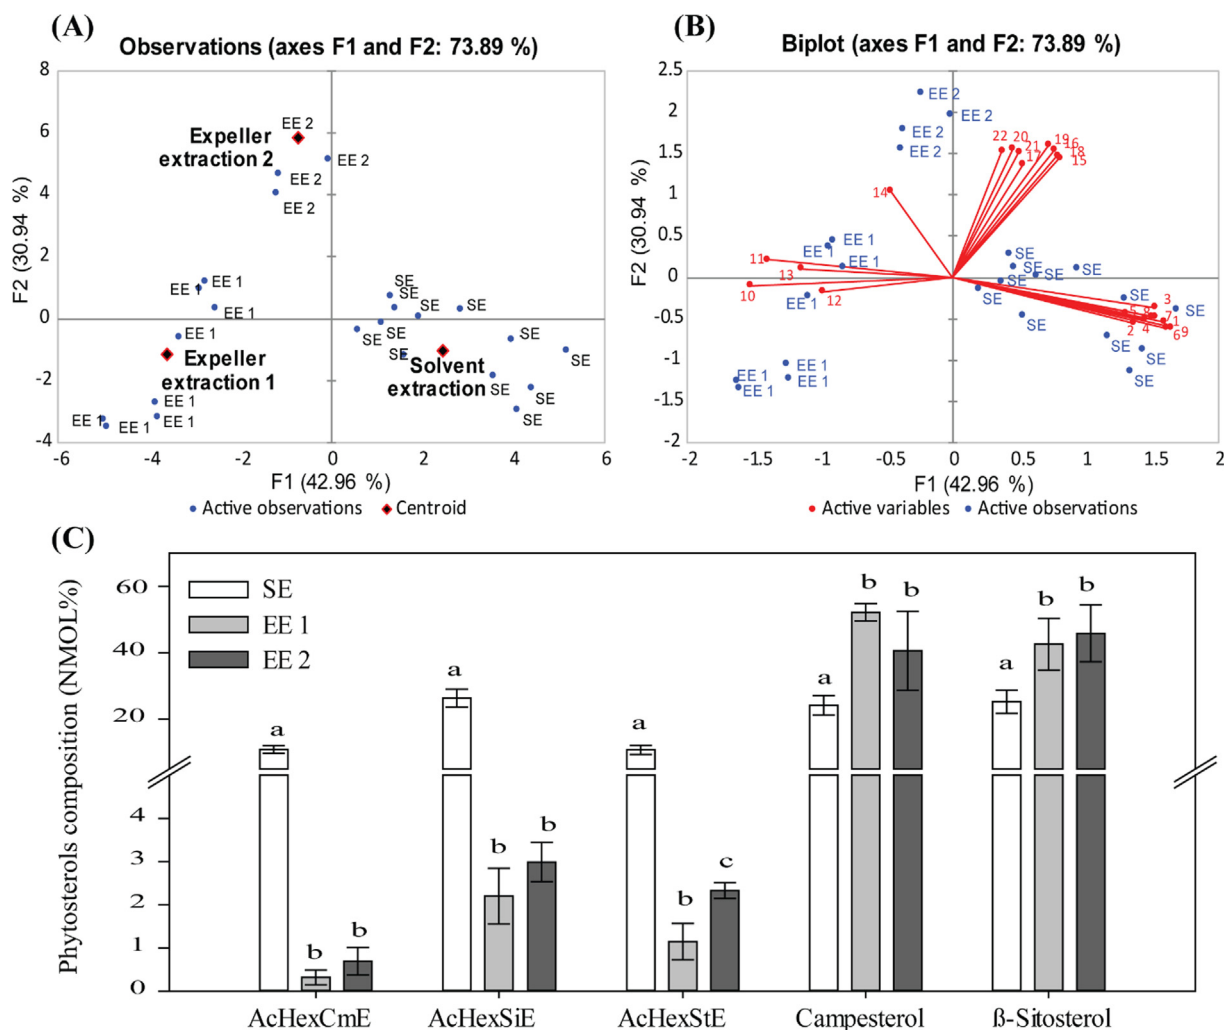 (A)
Observations (axes F1 and F2: 73.89 %)
8
6
4
2
0
-2
-4
-6
-4
-2
0
2
4
6
F2 (30.94 %)
F1 (42.96 %)
EE 2
Expeller
extraction 2
EE 2
EE 2
EE 2
EE 1
EE 1
EE 1
EE 1
Expeller
extraction 1
EE 1
EE 1
EE 1
EE 1
SE
SE
SE
SE
SE
SE
SE
SE
SE
Solvent
extraction
SE
SE
SE
Active observations
Centroid
(B)
Biplot (axes F1 and F2: 73.89 %)
2.5
2
1.5
1
0.5
0
-0.5
-1
-1.5
-2
-2
-1.5
-1
-0.5
0
0.5
1
1.5
2
F2 (30.94 %)
F1 (42.96 %)
EE 2
EE 2
EE 2
EE 2
22
20
21
19
16
18
17
15
14
EE 1
EE 1
11
13
10
12
EE 1
EE 1
EE 1
EE 1
EE 1
SE
SE
SE
SE
SE
SE
SE
SE
SE
SE
SE
SE
3
5
8
7
1
2
4
6
9
Active variables
Active observations
(C)
Phytosterols composition (NMOL%)
60
40
20
4
3
2
1
0
SE
EE 1
EE 2
a
b
b
a
b
b
a
b
c
a
b
b
a
b
b
AcHexCmE
AcHexSiE
AcHexStE
Campesterol
ß-Sitosterol